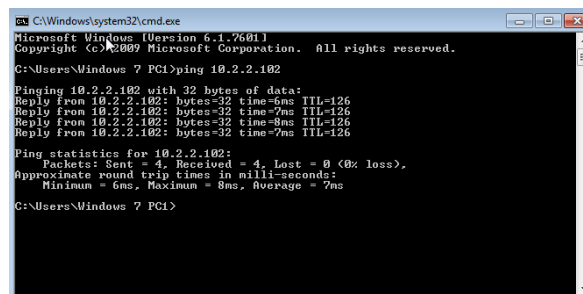 C:\Windows\system32\cmd.exe
Microsoft Windows [Version 6.1.7601]
Copyright (c) 2009 Microsoft Corporation.  All rights reserved.
C:\Users\Windows 7 PC1>ping 10.2.2.102
Pinging 10.2.2.102 with 32 bytes of data:
Reply from 10.2.2.102: bytes=32 time=6ms TTL=126
Reply from 10.2.2.102: bytes=32 time=7ms TTL=126
Reply from 10.2.2.102: bytes=32 time=8ms TTL=126
Reply from 10.2.2.102: bytes=32 time=7ms TTL=126
Ping statistics for 10.2.2.102:
    Packets: Sent = 4, Received = 4, Lost = 0 (0% loss),
Approximate round trip times in milli-seconds:
    Minimum = 6ms, Maximum = 8ms, Average = 7ms
C:\Users\Windows 7 PC1>